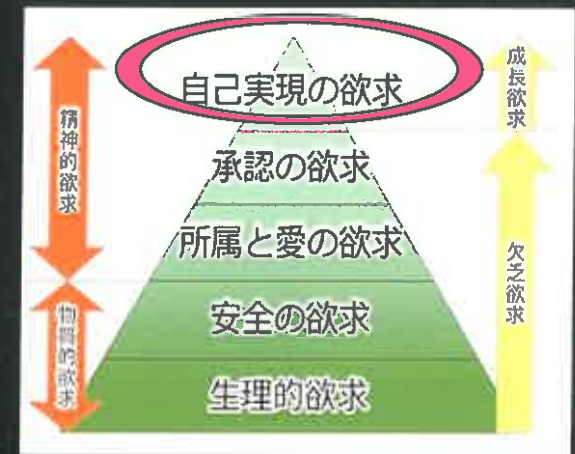 自己実現の欲求
承認の欲求
所属と愛の欲求
安全の欲求
生理的欲求
精神的欲求
物質的欲求
成長欲求
欠乏欲求